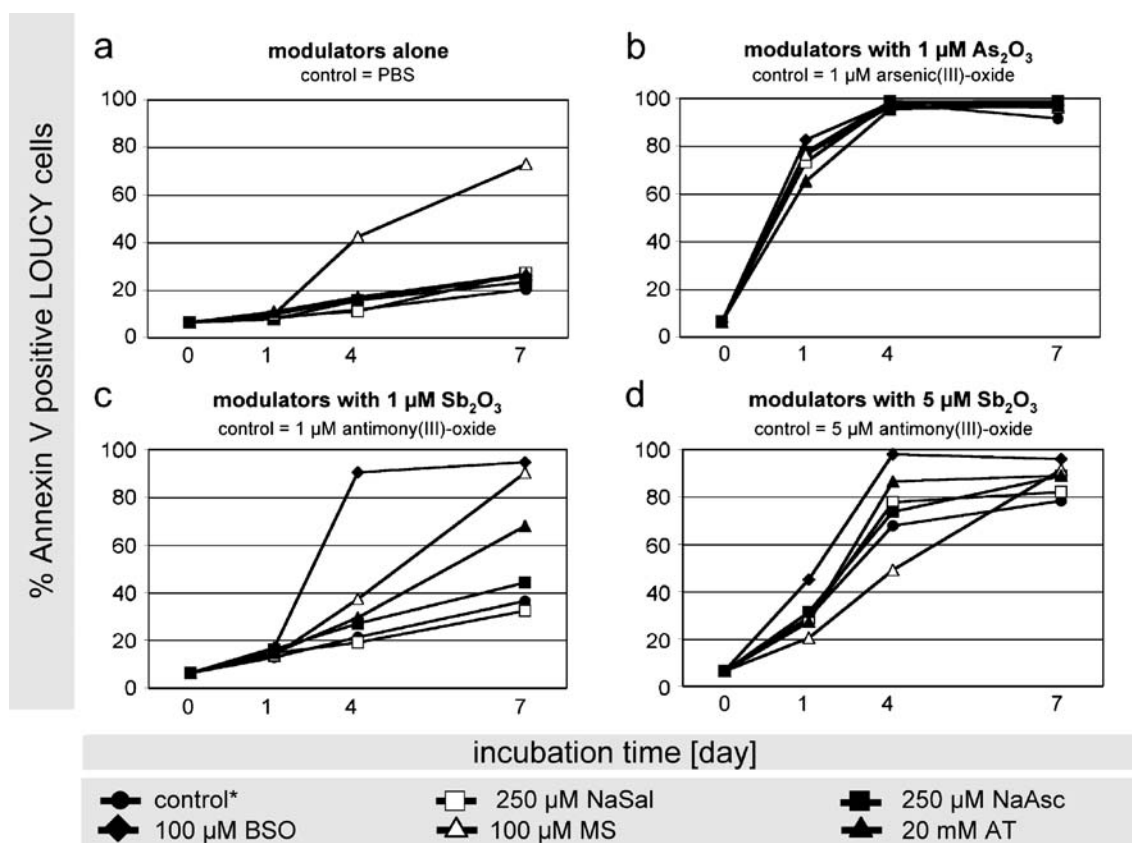 % Annexin V positive LOUCY cells
a
modulators alone
control = PBS
100
80
60
40
20
0
0 1 4 7
b
modulators with 1 µM As₂O₃
control = 1 µM arsenic(III)-oxide
100
80
60
40
20
0
0 1 4 7
c
modulators with 1 µM Sb₂O₃
control = 1 µM antimony(III)-oxide
100
80
60
40
20
0
0 1 4 7
d
modulators with 5 µM Sb₂O₃
control = 5 µM antimony(III)-oxide
100
80
60
40
20
0
0 1 4 7
incubation time [day]
control* 250 µM NaSal 250 µM NaAsc
100 µM BSO 100 µM MS 20 mM AT